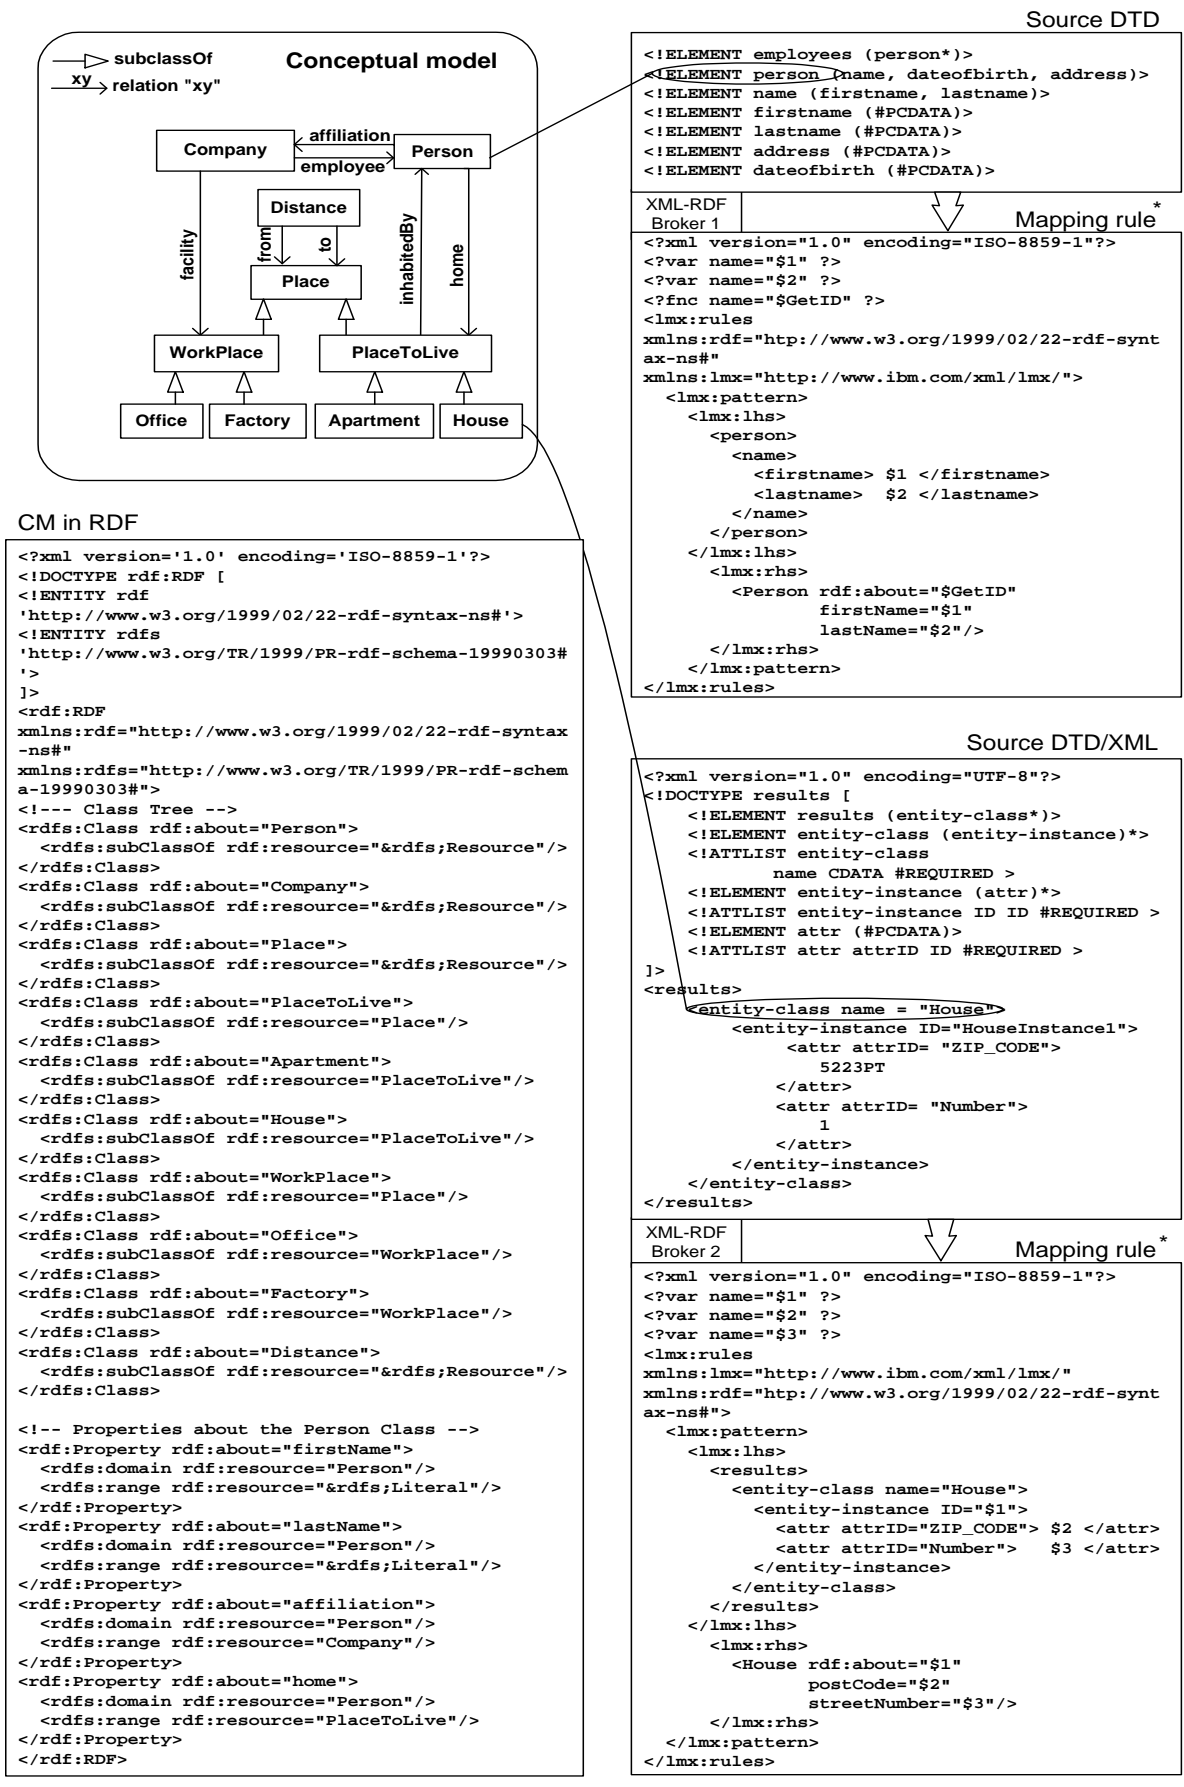 Conceptual model
subclassOf
xy
relation "xy"
Company
affiliation
employee
Person
Distance
from
to
facility
Place
inhabitedBy
home
WorkPlace
PlaceToLive
Office
Factory
Apartment
House
CM in RDF
<?xml version='1.0' encoding='ISO-8859-1'?>
<!DOCTYPE rdf:RDF [
<!ENTITY rdf
'http://www.w3.org/1999/02/22-rdf-syntax-ns#'>
<!ENTITY rdfs
'http://www.w3.org/TR/1999/PR-rdf-schema-19990303#
'>
]>
<rdf:RDF
xmlns:rdf="http://www.w3.org/1999/02/22-rdf-syntax
-ns#"
xmlns:rdfs="http://www.w3.org/TR/1999/PR-rdf-schem
a-19990303#">
<!--- Class Tree -->
<rdfs:Class rdf:about="Person">
<rdfs:subClassOf rdf:resource="&rdfs;Resource"/>
</rdfs:Class>
<rdfs:Class rdf:about="Company">
<rdfs:subClassOf rdf:resource="&rdfs;Resource"/>
</rdfs:Class>
<rdfs:Class rdf:about="Place">
<rdfs:subClassOf rdf:resource="&rdfs;Resource"/>
</rdfs:Class>
<rdfs:Class rdf:about="PlaceToLive">
<rdfs:subClassOf rdf:resource="Place"/>
</rdfs:Class>
<rdfs:Class rdf:about="Apartment">
<rdfs:subClassOf rdf:resource="PlaceToLive"/>
</rdfs:Class>
<rdfs:Class rdf:about="House">
<rdfs:subClassOf rdf:resource="PlaceToLive"/>
</rdfs:Class>
<rdfs:Class rdf:about="WorkPlace">
<rdfs:subClassOf rdf:resource="Place"/>
</rdfs:Class>
<rdfs:Class rdf:about="Office">
<rdfs:subClassOf rdf:resource="WorkPlace"/>
</rdfs:Class>
<rdfs:Class rdf:about="Factory">
<rdfs:subClassOf rdf:resource="WorkPlace"/>
</rdfs:Class>
<rdfs:Class rdf:about="Distance">
<rdfs:subClassOf rdf:resource="&rdfs;Resource"/>
</rdfs:Class>
<!-- Properties about the Person Class -->
<rdf:Property rdf:about="firstName">
<rdfs:domain rdf:resource="Person"/>
<rdfs:range rdf:resource="&rdfs;Literal"/>
</rdf:Property>
<rdf:Property rdf:about="lastName">
<rdfs:domain rdf:resource="Person"/>
<rdfs:range rdf:resource="&rdfs;Literal"/>
</rdf:Property>
<rdf:Property rdf:about="affiliation">
<rdfs:domain rdf:resource="Person"/>
<rdfs:range rdf:resource="Company"/>
</rdf:Property>
<rdf:Property rdf:about="home">
<rdfs:domain rdf:resource="Person"/>
<rdfs:range rdf:resource="PlaceToLive"/>
</rdf:Property>
</rdf:RDF>
Source DTD
<!ELEMENT employees (person*)>
<!ELEMENT person (name, dateofbirth, address)>
<!ELEMENT name (firstname, lastname)>
<!ELEMENT firstname (#PCDATA)>
<!ELEMENT lastname (#PCDATA)>
<!ELEMENT address (#PCDATA)>
<!ELEMENT dateofbirth (#PCDATA)>
XML-RDF
Broker 1
Mapping rule*
<?xml version="1.0" encoding="ISO-8859-1"?>
<?var name="$1" ?>
<?var name="$2" ?>
<?fnc name="$GetID" ?>
<lmx:rules
xmlns:rdf="htp://www.w3.org/1999/02/22-rdf-synt
ax-ns#"
xmlns:lmx="http://www.ibm.com/xml/lmx/">
<lmx:pattern>
<lmx:lhs>
<person>
<name>
<firstname> $1 </firstname>
<lastname> $2 </lastname>
</name>
</person>
</lmx:lhs>
<lmx:rhs>
<Person rdf:about="$GetID"
firstName="$1"
lastName="$2"/>
</lmx:rhs>
</lmx:pattern>
</lmx:rules>
Source DTD/XML
<?xml version="1.0" encoding="UTF-8"?>
<!DOCTYPE results [
<!ELEMENT results (entity-class*)>
<!ELEMENT entity-class (entity-instance)*>
<!ATTLIST entity-class
name CDATA #REQUIRED >
<!ELEMENT entity-instance (attr)*>
<!ATTLIST entity-instance ID ID #REQUIRED >
<!ELEMENT attr (#PCDATA)>
<!ATTLIST attr attrID ID #REQUIRED >
]>
<results>
<entity-class name = "House">
<entity-instance ID="HouseInstance1">
<attr attrID= "ZIP_CODE">
5223PT
</attr>
<attr attrID= "Number">
1
</attr>
</entity-instance>
</entity-class>
</results>
XML-RDF
Broker 2
Mapping rule*
<?xml version="1.0" encoding="ISO-8859-1"?>
<?var name="$1" ?>
<?var name="$2" ?>
<?var name="$3" ?>
<lmx:rules
xmlns:lmx="http://www.ibm.com/xml/lmx/"
xmlns:rdf="htp://www.w3.org/1999/02/22-rdf-synt
ax-ns#">
<lmx:pattern>
<lmx:lhs>
<results>
<entity-class name="House">
<entity-instance ID="$1">
<attr attrID="ZIP_CODE"> $2 </attr>
<attr attrID="Number"> $3 </attr>
</entity-instance>
</entity-class>
</results>
</lmx:lhs>
<lmx:rhs>
<House rdf:about="$1"
postCode="$2"
streetNumber="$3"/>
</lmx:rhs>
</lmx:pattern>
</lmx:rules>